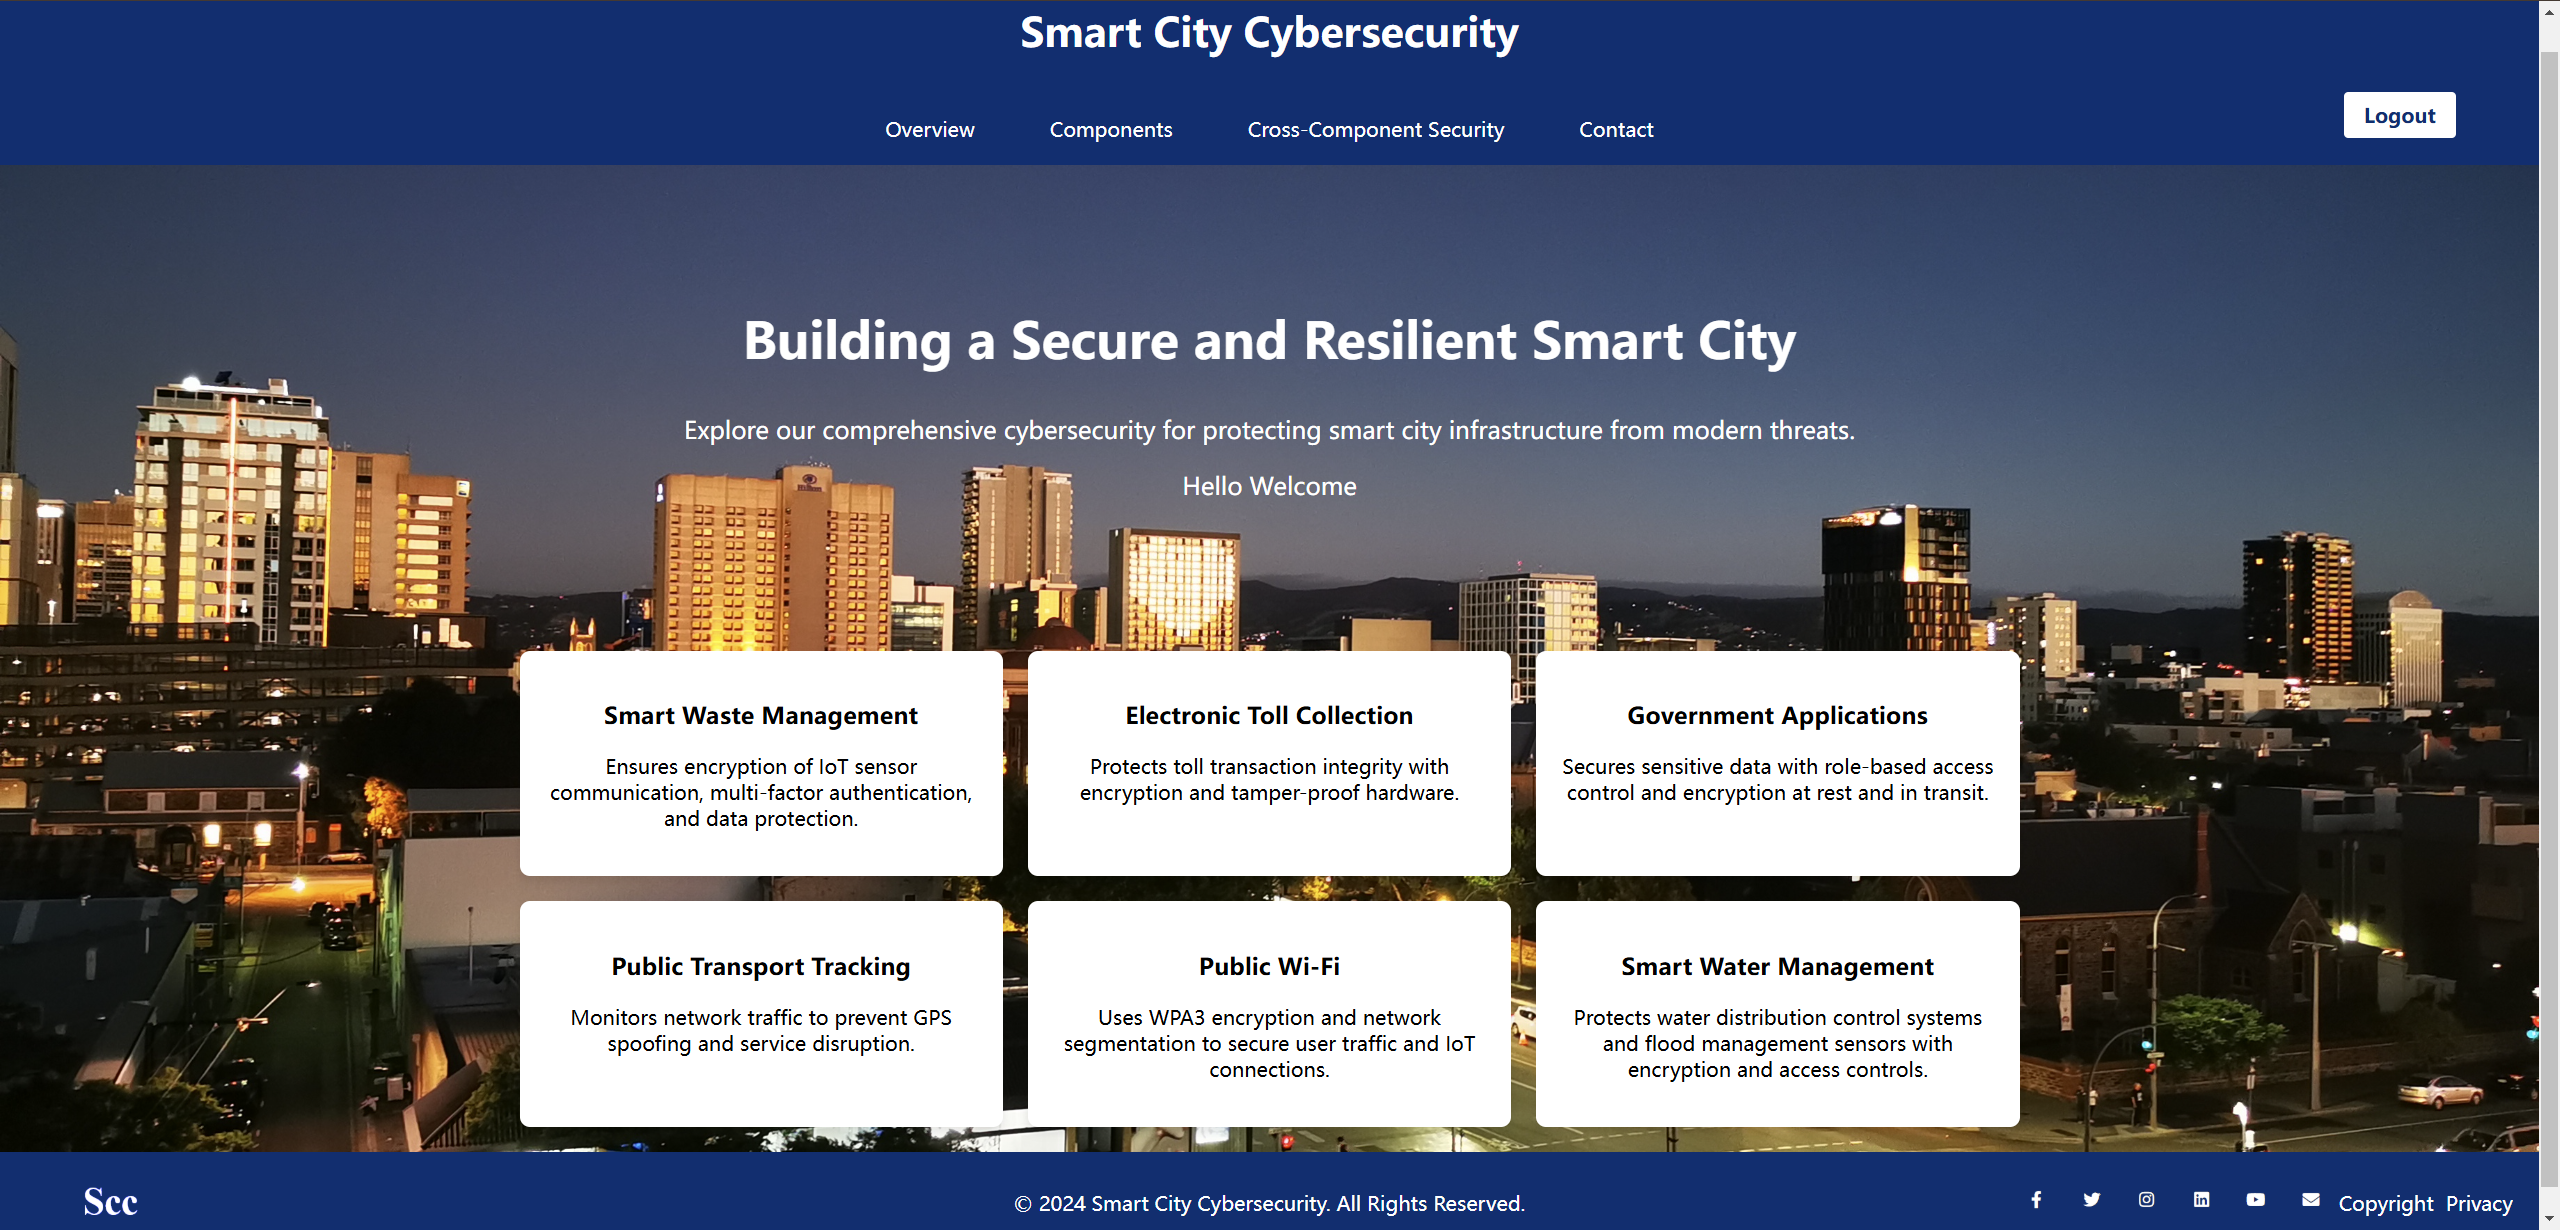 Smart City Cybersecurity
Overview Components Cross-Component Security Contact
Logout
Building a Secure and Resilient Smart City
Explore our comprehensive cybersecurity for protecting smart city infrastructure from modern threats.
Hello Welcome
Smart Waste Management
Ensures encryption of IoT sensor
communication, multi-factor authentication,
and data protection.
Electronic Toll Collection
Protects toll transaction integrity with
encryption and tamper-proof hardware.
Government Applications
Secures sensitive data with role-based access
control and encryption at rest and in transit.
Public Transport Tracking
Monitors network traffic to prevent GPS
spoofing and service disruption.
Public Wi-Fi
Uses WPA3 encryption and network
segmentation to secure user traffic and IoT
connections.
Smart Water Management
Protects water distribution control systems
and flood management sensors with
encryption and access controls.
Scc
© 2024 Smart City Cybersecurity. All Rights Reserved.
Copyright Privacy